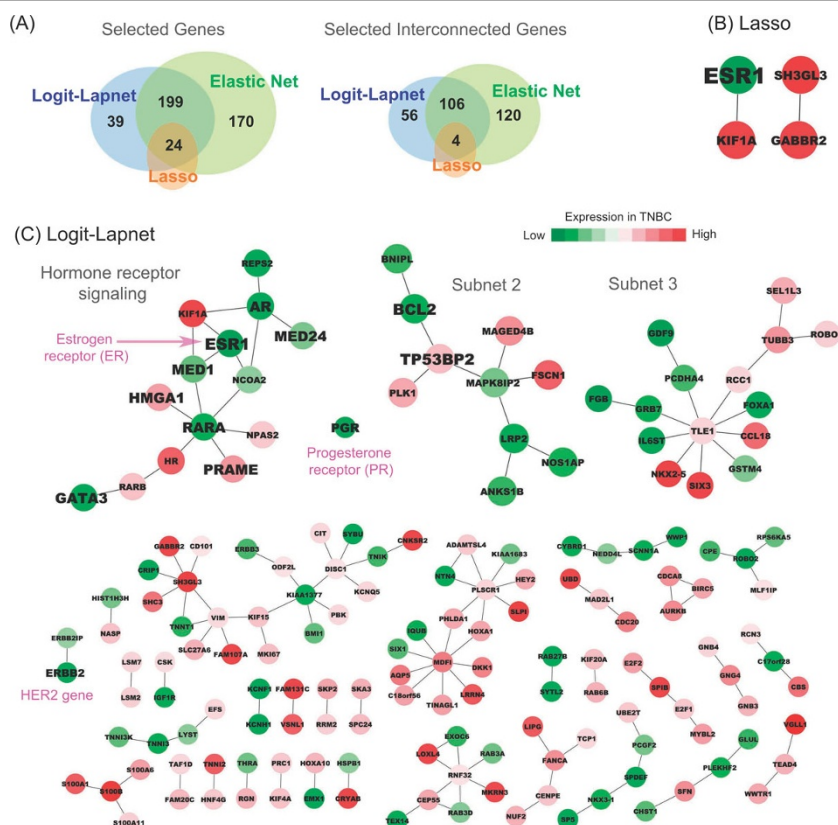 (A)
Selected Genes
Logit-Lapnet
Elastic Net
199
39
170
24
Lasso
Selected Interconnected Genes
Logit-Lapnet
Elastic Net
106
56
120
4
Lasso
(B) Lasso
ESR1
SH3GL3
KIF1A
GABBR2
Expression in TNBC
Low
High
(C) Logit-Lapnet
Hormone receptor
signaling
REPS2
KIF1A
AR
Estrogen
receptor (ER)
ESR1
MED24
MED1
NCOA2
HMGA1
RARA
NPAS2
HR
PRAME
RARB
GATA3
PGR
Progesterone
receptor (PR)
Subnet 2
BNIPL
BCL2
MAGED4B
TP53BP2
PLK1
MAPK8IP2
FSCN1
LRP2
NOS1AP
ANKS1B
Subnet 3
SEL1L3
GDF9
TUBB3
ROBO
PCDHA4
RCC1
FGB
GRB7
FOXA1
IL6ST
TLE1
CCL18
NKX2-5
SIX3
GSTM4
GABBR2
CD101
CRIP1
SH3GL3
SHC3
TNNT1
VIM
SLC27A6
FAM107A
HIST1H3H
NASP
ERBB2IP
ERBB2
HER2 gene
ERBB3
CIT
SYBU
CNKSR2
ODF2L
DISC1
TNIK
KIAA1377
KCNQ5
KIF15
BMI1
PBK
MKI67
LSM7
LSM2
CSK
IGF1R
ADAMTSL4
KIAA1683
NYN4
PLSCR1
HEY2
SLPI
PHLDA1
HOXA1
IQUB
SIX1
MDFI
AQP5
DKK1
C18orf56
LRRN4
TINAGL1
CYBRD1
NEDD4L
SCNN1A
WWP1
CPE
ROBO2
RPS6KA5
MLF1IP
UBD
MAD2L1
CDC20
CDCA8
BIRC5
AURKB
RAB27B
SYTL2
KIF20A
RAB6B
E2F2
SPIB
E2F1
MYBL2
GNB4
GNG4
GNB3
RCN3
C17orf28
CBS
EFS
TNNI3K
TNNI3
LYST
KCNF1
KCNN1
FAM131C
VSNL1
SKP2
RRM2
SKA3
SPC24
S100A1
S100A6
S100B
S100A11
TAF1D
FAM20C
TNNI2
HNF4G
THRA
RGN
PRC1
KIF4A
HOXA10
EMX1
HSPB1
CRYAB
EXOC6
LOXL4
RAB3A
RNF32
CEP55
MKRN3
RAB3D
TEX14
LIPG
TCP1
FANCA
CENPE
NUF2
UBE2T
PCGF2
SPDEF
NKX3-1
GLUL
PLEKHF2
SFN
CHST1
VGLL1
TEAD4
WWTR1